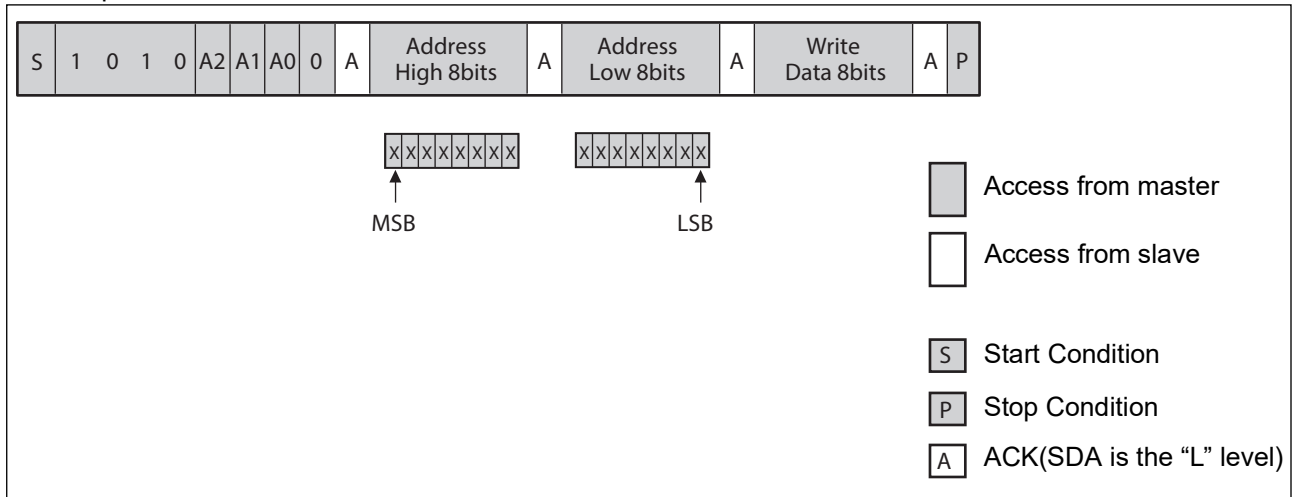 S 1 0 1 0 A2 A1 A0 0 A Address High 8bits A Address Low 8bits A Write Data 8bits A P
X X X X X X X X X X X X X X X X
MSB LSB
Access from master
Access from slave
S Start Condition
P Stop Condition
A ACK(SDA is the “L” level)